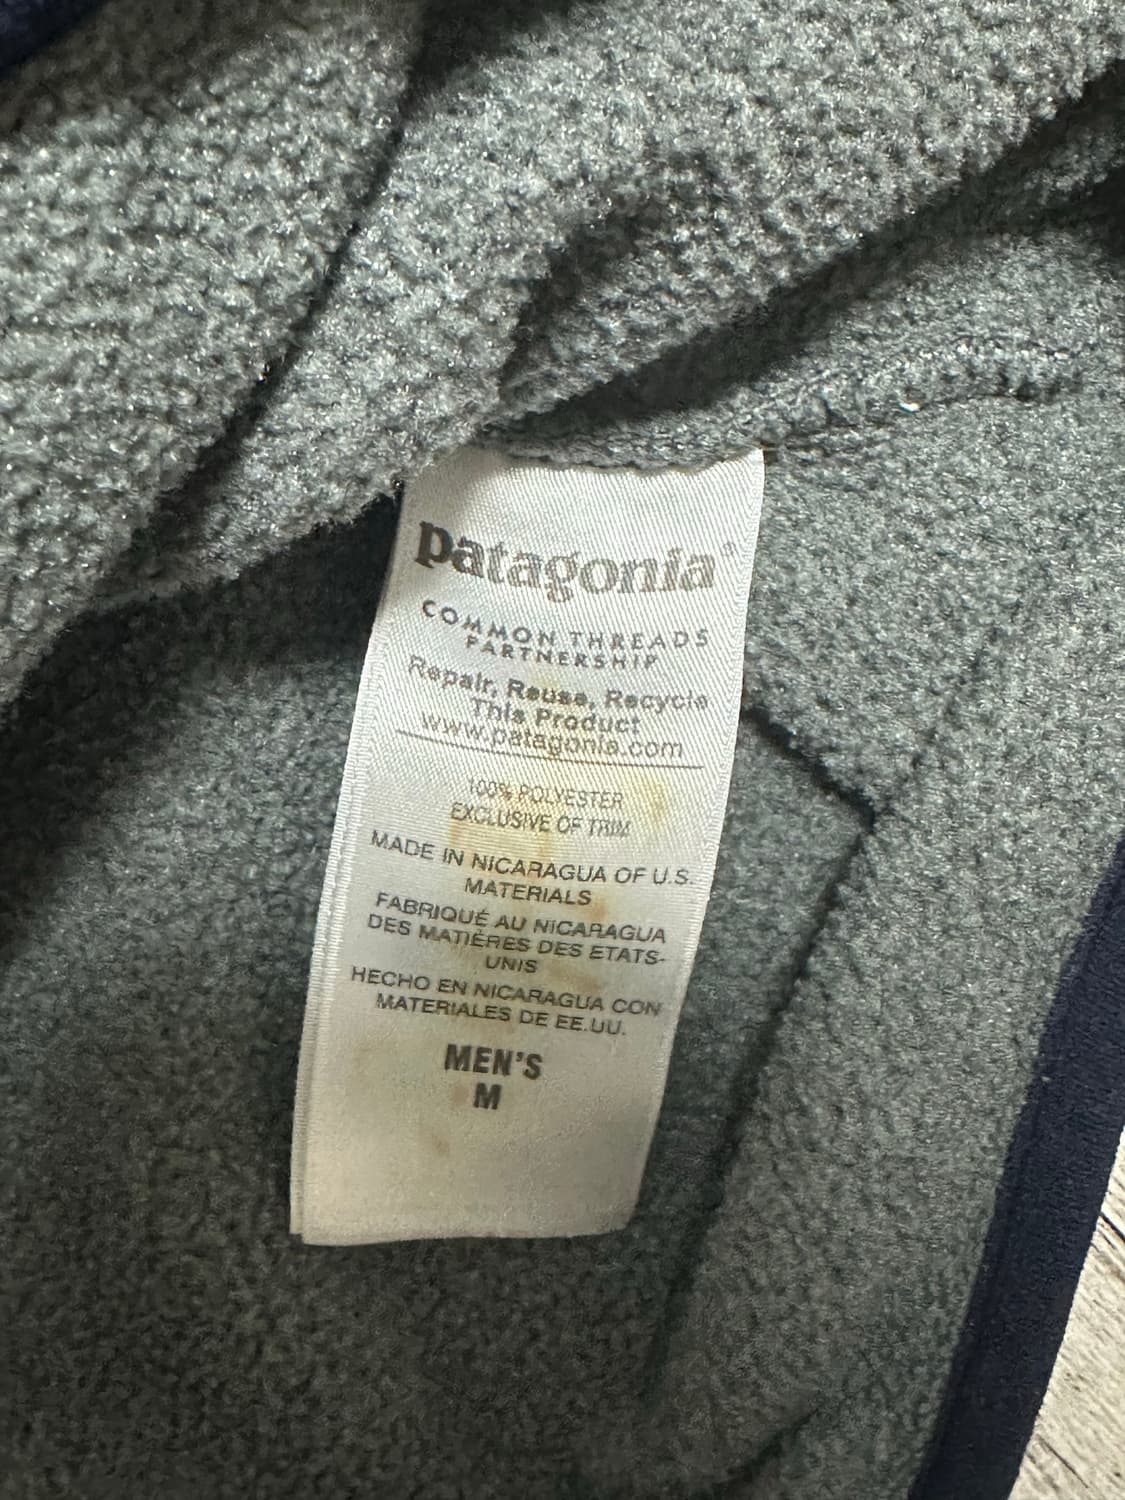 patagonia®
COMMON THREADS
PARTNERSHIP
Repair, Reuse, Recycle
This Product
www.patagonia.com
100% POLYESTER
EXCLUSIVE OF TRIM
MADE IN NICARAGUA OF U.S.
MATERIALS
FABRIQUÉ AU NICARAGUA
DES MATIÈRES DES ETATS-
UNIS
HECHO EN NICARAGUA CON
MATERIALES DE EE.UU.
MEN'S
M